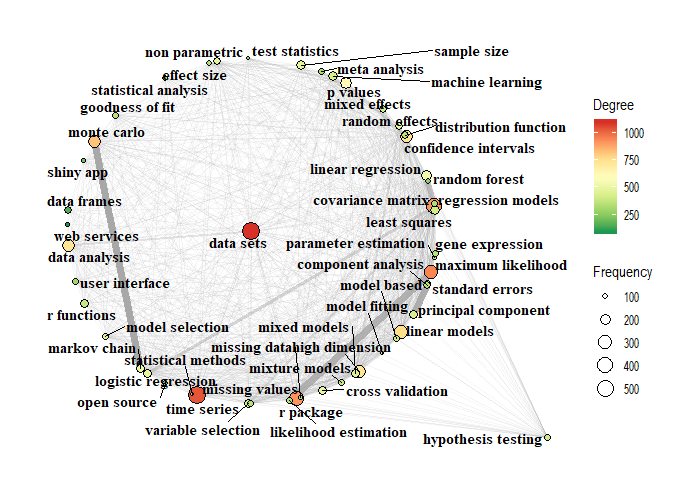 non parametric
test statistics
sample size
effect size
meta analysis
machine learning
statistical analysis
p values
goodness of fit
mixed effects
random effects
distribution function
monte carlo
confidence intervals
shiny app
linear regression
random forest
data frames
covariance matrix
regression models
least squares
web services
data sets
parameter estimation
gene expression
data analysis
component analysis
maximum likelihood
user interface
model based
standard errors
r functions
model fitting
principal component
model selection
mixed models
linear models
markov chain
missing data
high dimension
statistical methods
mixture models
logistic regression
missing values
cross validation
open source
time series
r package
variable selection
likelihood estimation
hypothesis testing
Degree
1000
750
500
250
Frequency
100
200
300
400
500